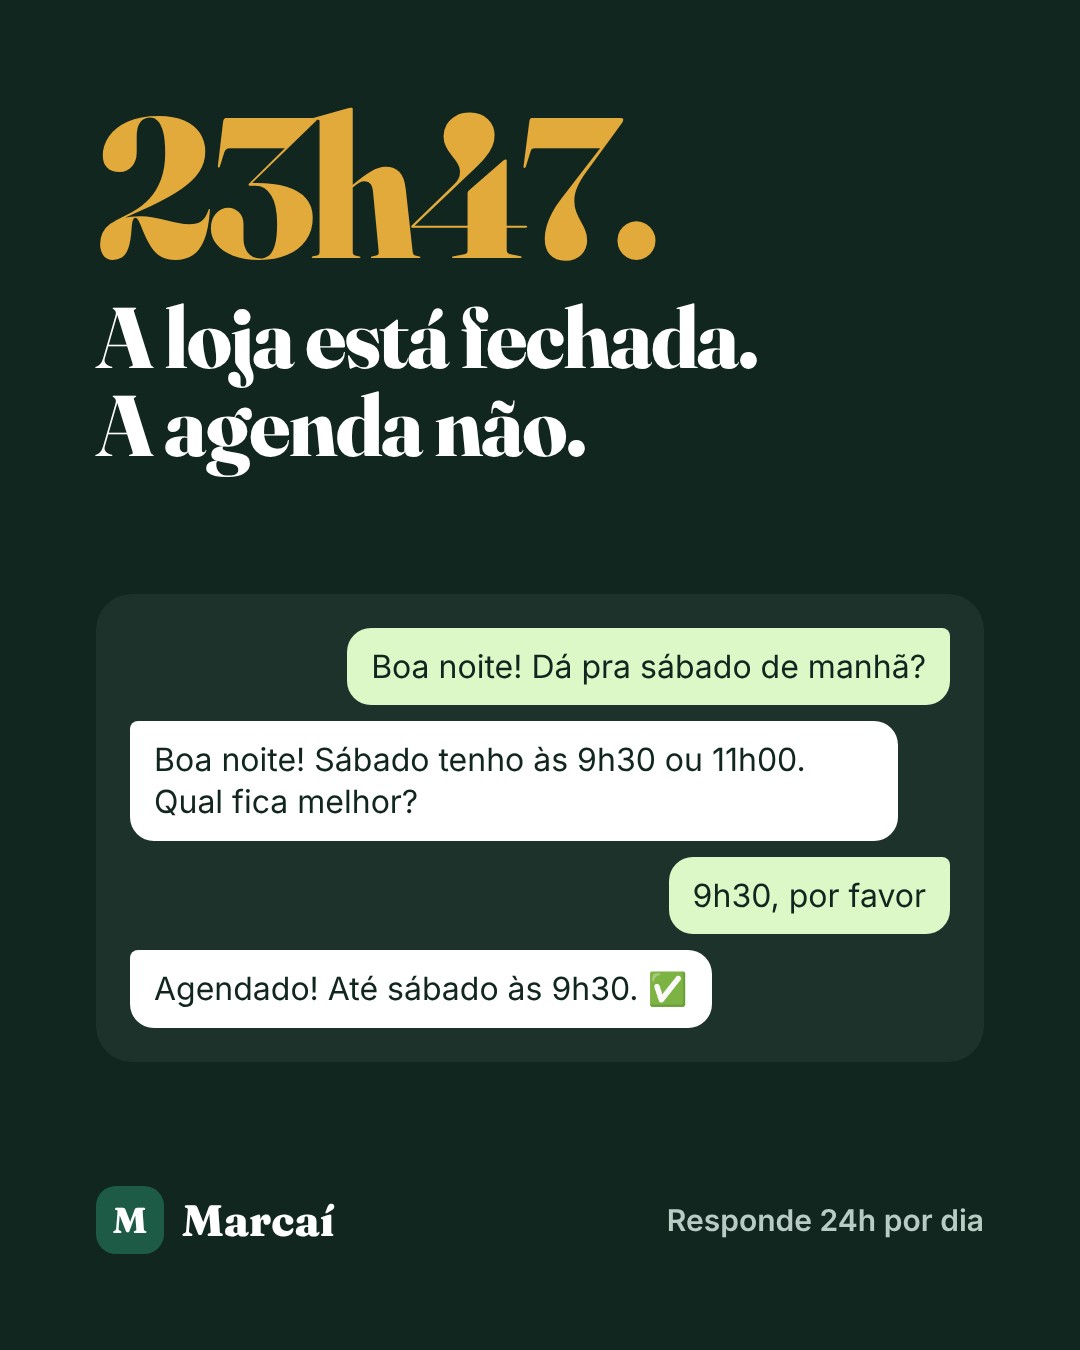 23h47.
A loja está fechada.
A agenda não.
Boa noite! Dá pra sábado de manhã?
Boa noite! Sábado tenho às 9h30 ou 11h00.
Qual fica melhor?
9h30, por favor
Agendado! Até sábado às 9h30. ✅
M Marcaí
Responde 24h por dia